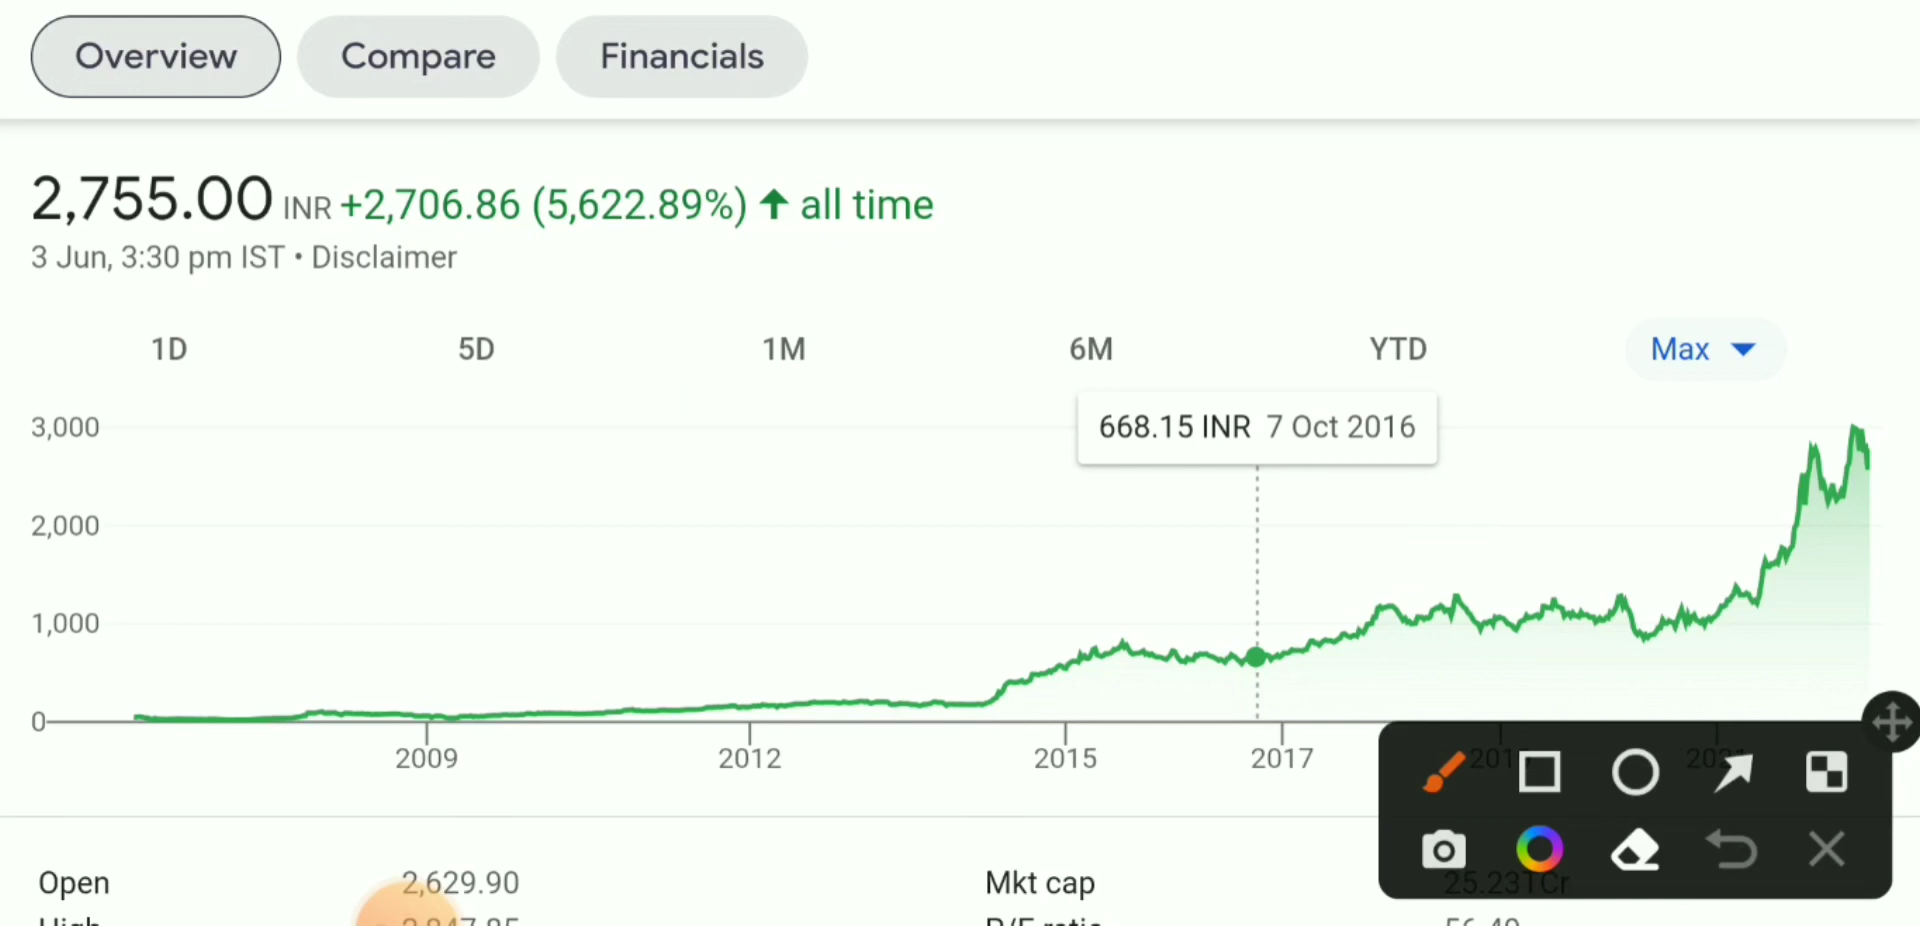 Overview Compare Financials
2,755.00 INR +2,706.86 (5,622.89%) ↑ all time
3 Jun, 3:30 pm IST • Disclaimer
1D 5D 1M 6M YTD Max
668.15 INR 7 Oct 2016
3,000
2,000
1,000
0
2009 2012 2015 2017
Open 2,629.90 Mkt cap